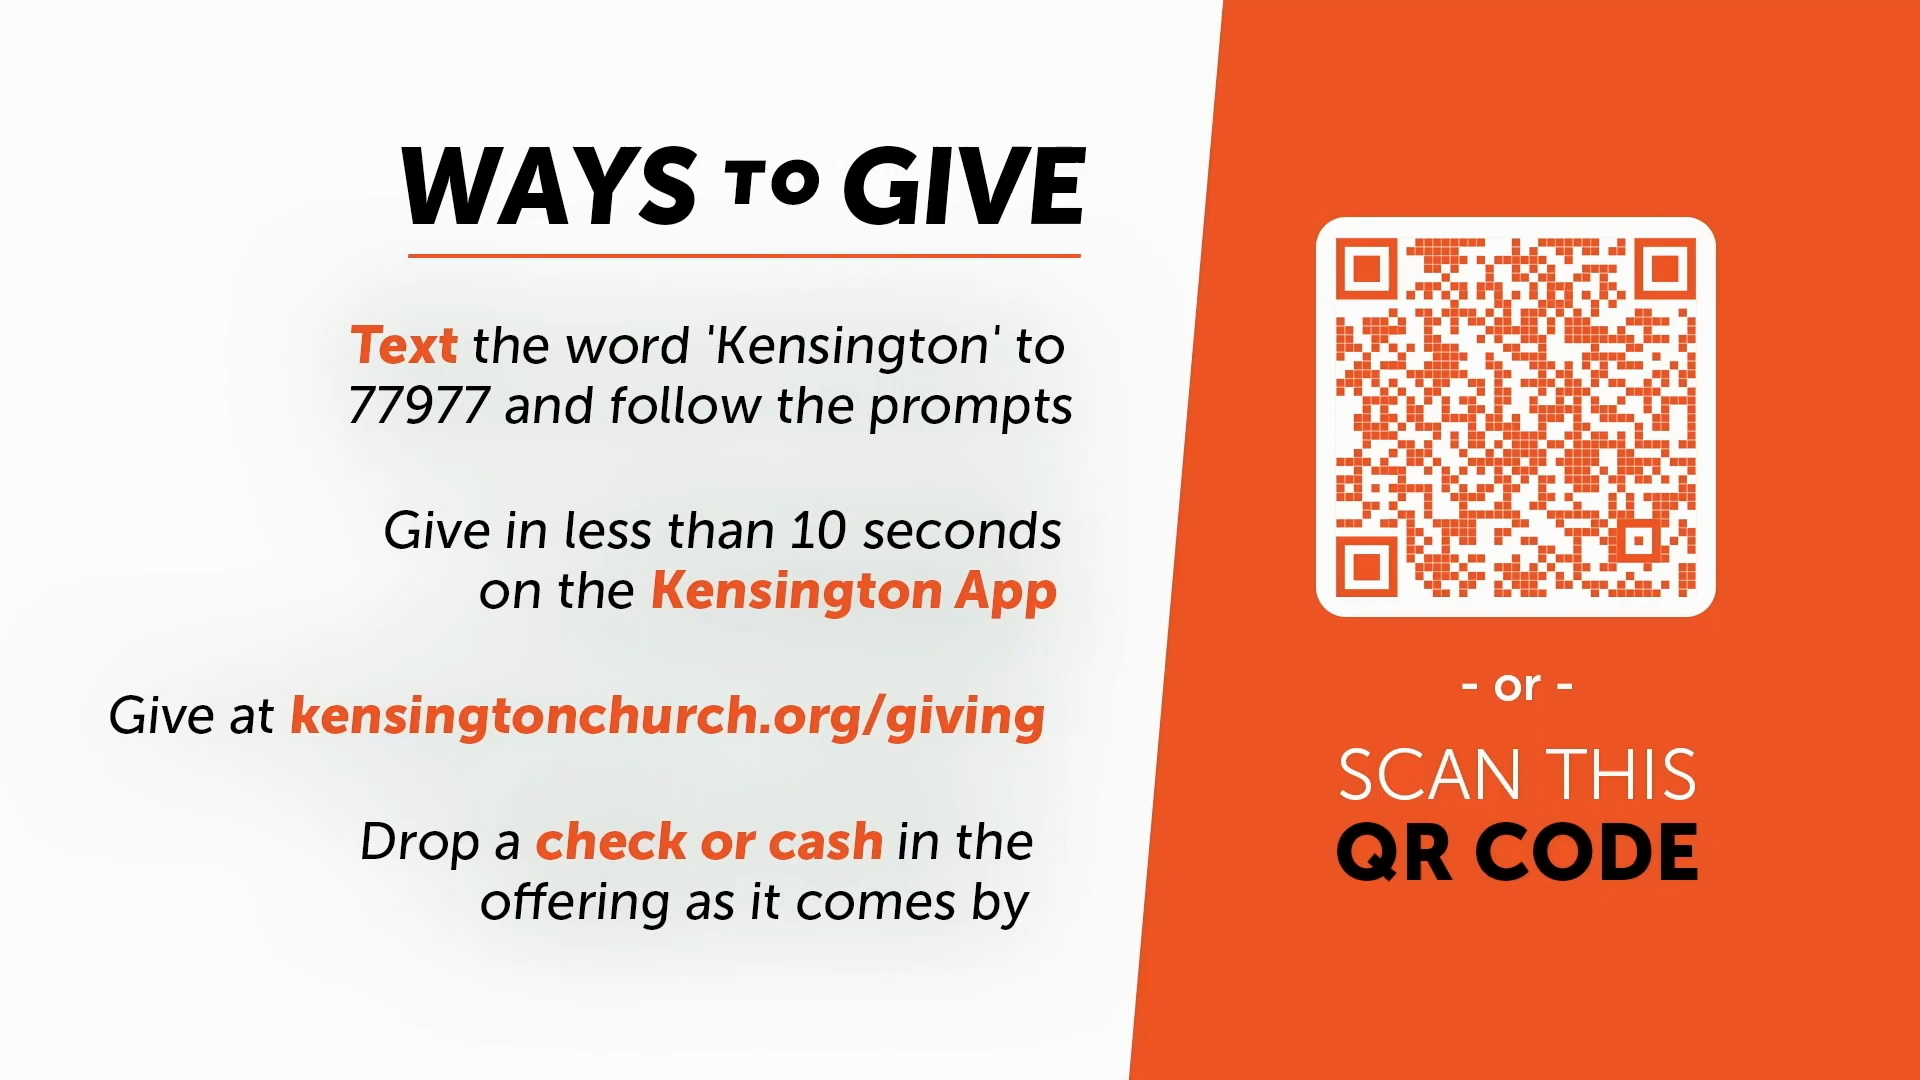 WAYS TO GIVE
Text the word 'Kensington' to
77977 and follow the prompts
Give in less than 10 seconds
on the Kensington App
Give at kensingtonchurch.org/giving
Drop a check or cash in the
offering as it comes by
- or -
SCAN THIS
QR CODE